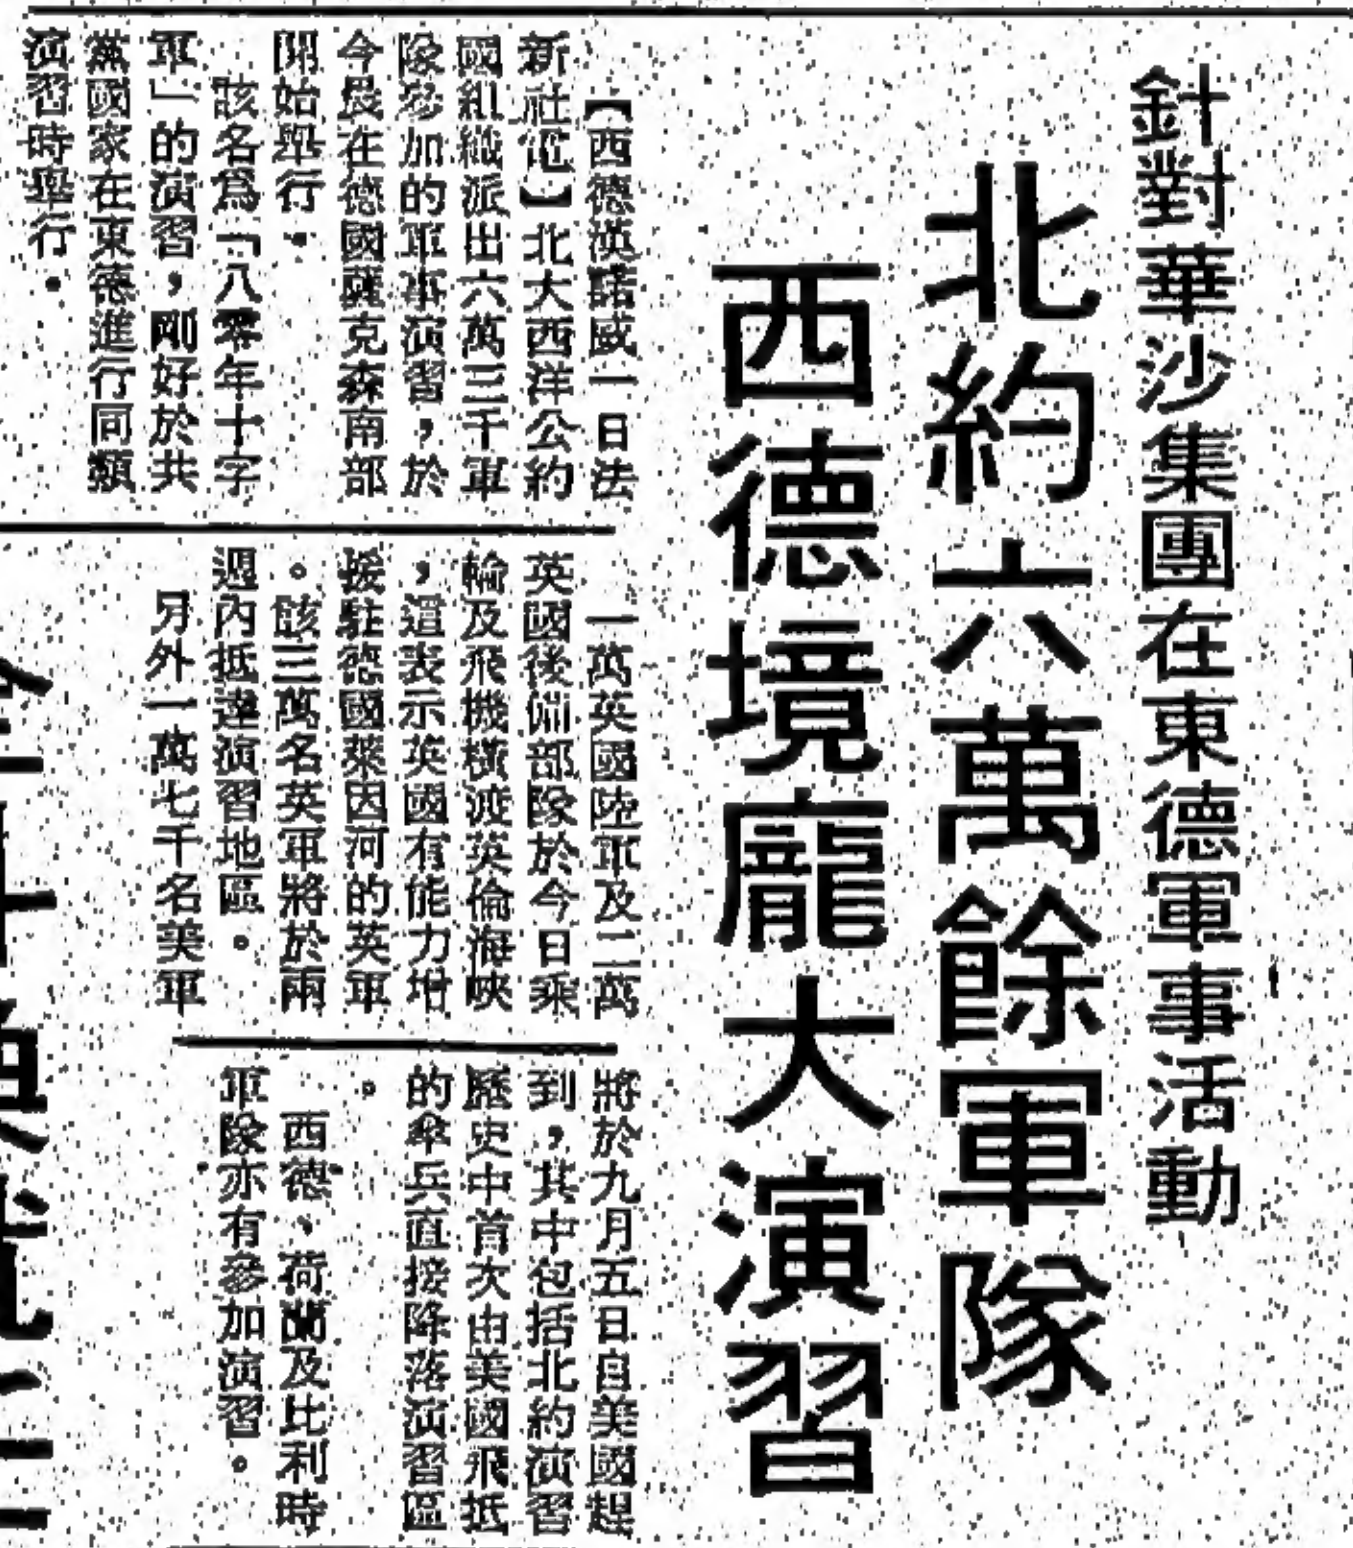 針對華沙集團在東德軍事活動
北約六萬餘軍隊
西德境龐大演習
【西德漢諾威一日法
新社電】北大西洋公約
國組織派出六萬三千軍
隊參加的軍事演習，於
今晨在德國薩克森南部
開始舉行。
該名爲「八零年十字
軍」的演習，剛好於共
黨國家在東德進行同類
演習時舉行。
一萬英國陸軍及二萬
英國後備部隊於今日乘
輪及飛機橫渡英倫海峽
，這表示英國有能力增
援駐德國萊因河的英軍
。該三萬名英軍將於兩
週內抵達演習地區。
另外一萬七千名美軍
將於九月五日自美國趕
到，其中包括北約演習
歷史中首次由美國飛抵
的傘兵直接降落演習區
。
西德、荷蘭及比利時
軍隊亦有參加演習。